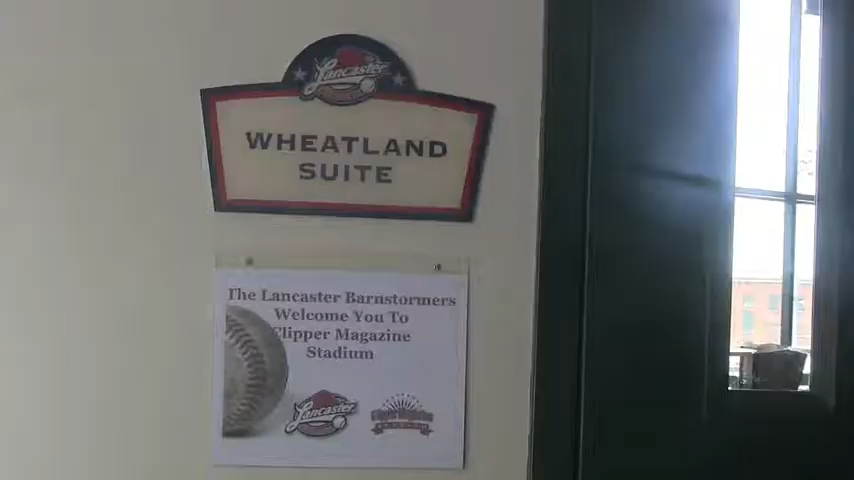 Lancaster
WHEATLAND
SUITE
The Lancaster Barnstormers
Welcome You To
Clipper Magazine
Stadium
Lancaster